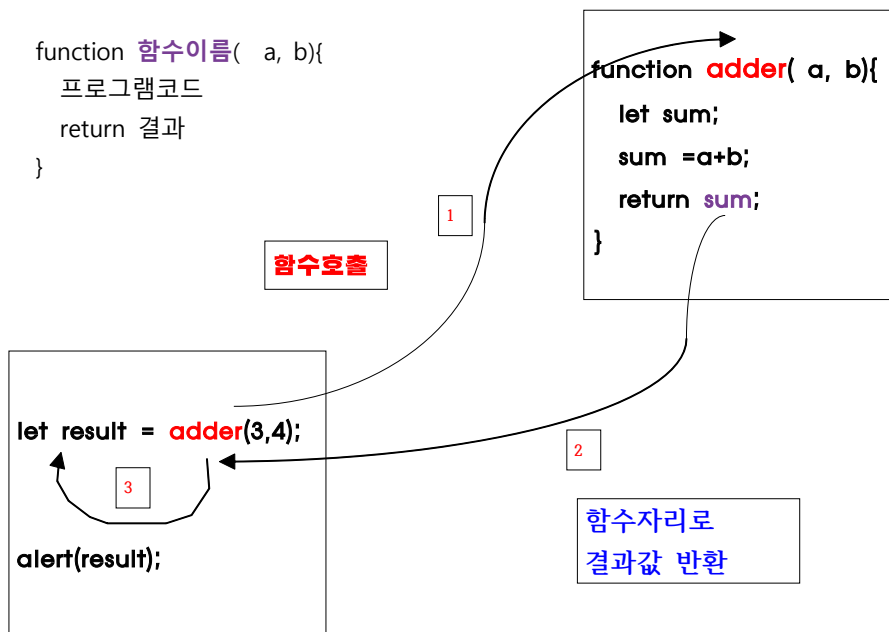 function 함수이름( a, b){
프로그램코드
return 결과
}
function adder( a, b){
let sum;
sum =a+b;
return sum;
}
1
함수호출
let result = adder(3,4);
3
alert(result);
2
함수자리로
결과값 반환